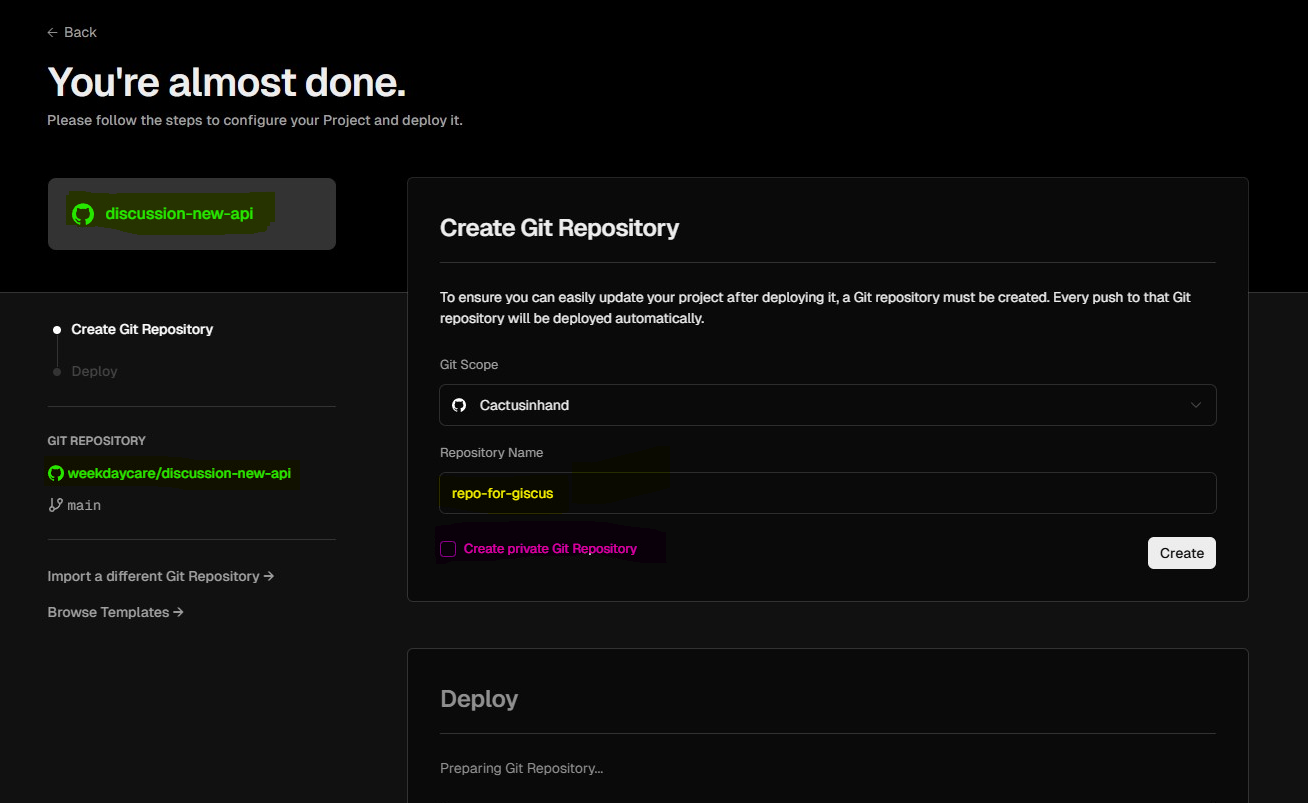 ← Back
You're almost done.
Please follow the steps to configure your Project and deploy it.
discussion-new-api
Create Git Repository
Deploy
GIT REPOSITORY
weekdaycare/discussion-new-api
main
Import a different Git Repository →
Browse Templates →
Create Git Repository
To ensure you can easily update your project after deploying it, a Git repository must be created. Every push to that Git
repository will be deployed automatically.
Git Scope
Cactusinhand
Repository Name
repo-for-giscus
Create private Git Repository
Create
Deploy
Preparing Git Repository...